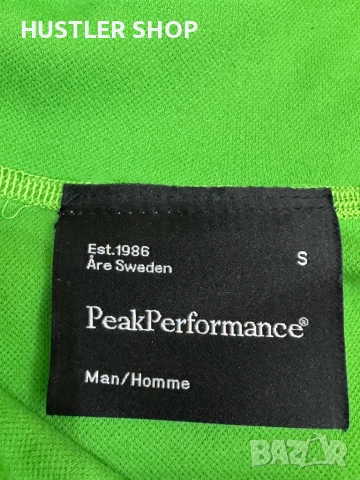 HUSTLER SHOP
Est.1986
Åre Sweden
S
PeakPerformance®
Man/Homme
BAZAR